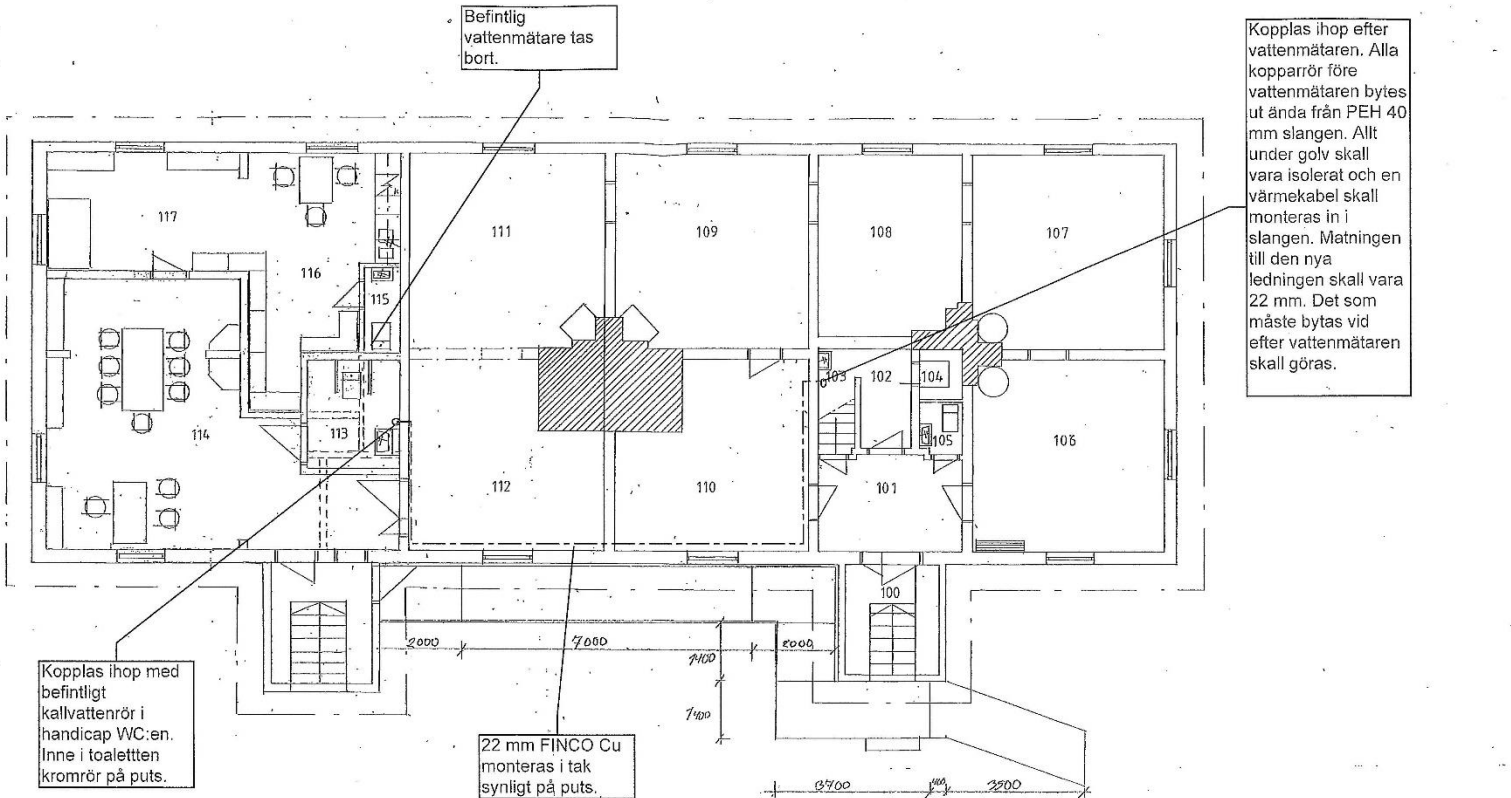 Befintlig
vattenmätare tas
bort.
Kopplas ihop efter
vattenmätaren. Alla
kopparrör före
vattenmätaren bytes
ut ända från PEH 40
mm slangen. Allt
under golv skall
vara isolerat och en
värmekabel skall
monteras in i
slangen. Matningen
till den nya
ledningen skall vara
22 mm. Det som
måste bytas vid
efter vattenmätaren
skall göras.
117
116
115
111
109
108
107
114
113
112
110
103
102
104
105
101
106
100
2000
7000
2000
1400
1400
3700
400
3500
Kopplas ihop med
befintligt
kallvattenrör i
handicap WC:en.
Inne i toalettten
kromrör på puts.
22 mm FINCO Cu
monteras i tak
synligt på puts.